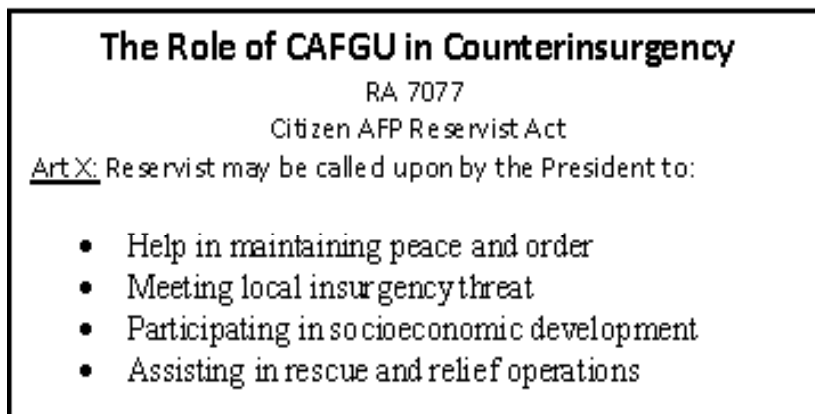 The Role of CAFGU in Counterinsurgency
RA 7077
Citizen AFP Reservist Act
Art X: Reservist may be called upon by the President to:
• Help in maintaining peace and order
• Meeting local insurgency threat
• Participating in socioeconomic development
• Assisting in rescue and relief operations